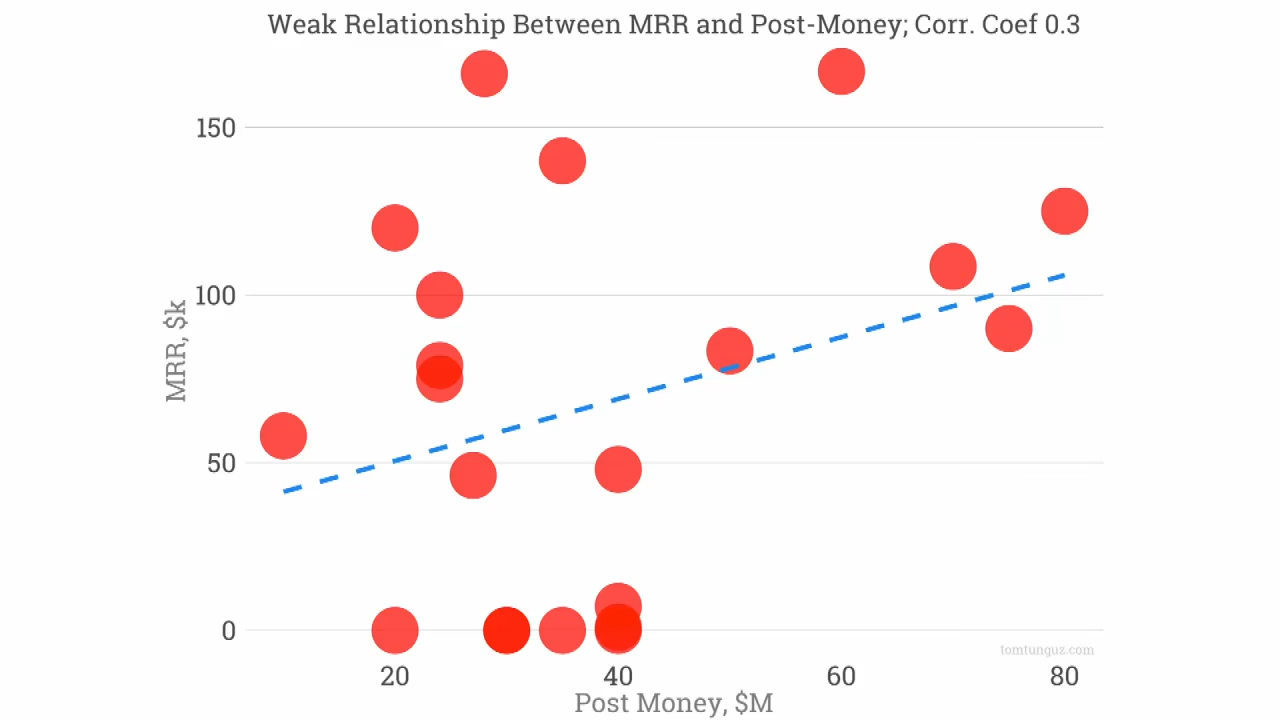 Weak Relationship Between MRR and Post-Money; Corr. Coef 0.3
150
100
50
0
MRR, $k
tomtunguz.com
20 40 60 80
Post Money, $M